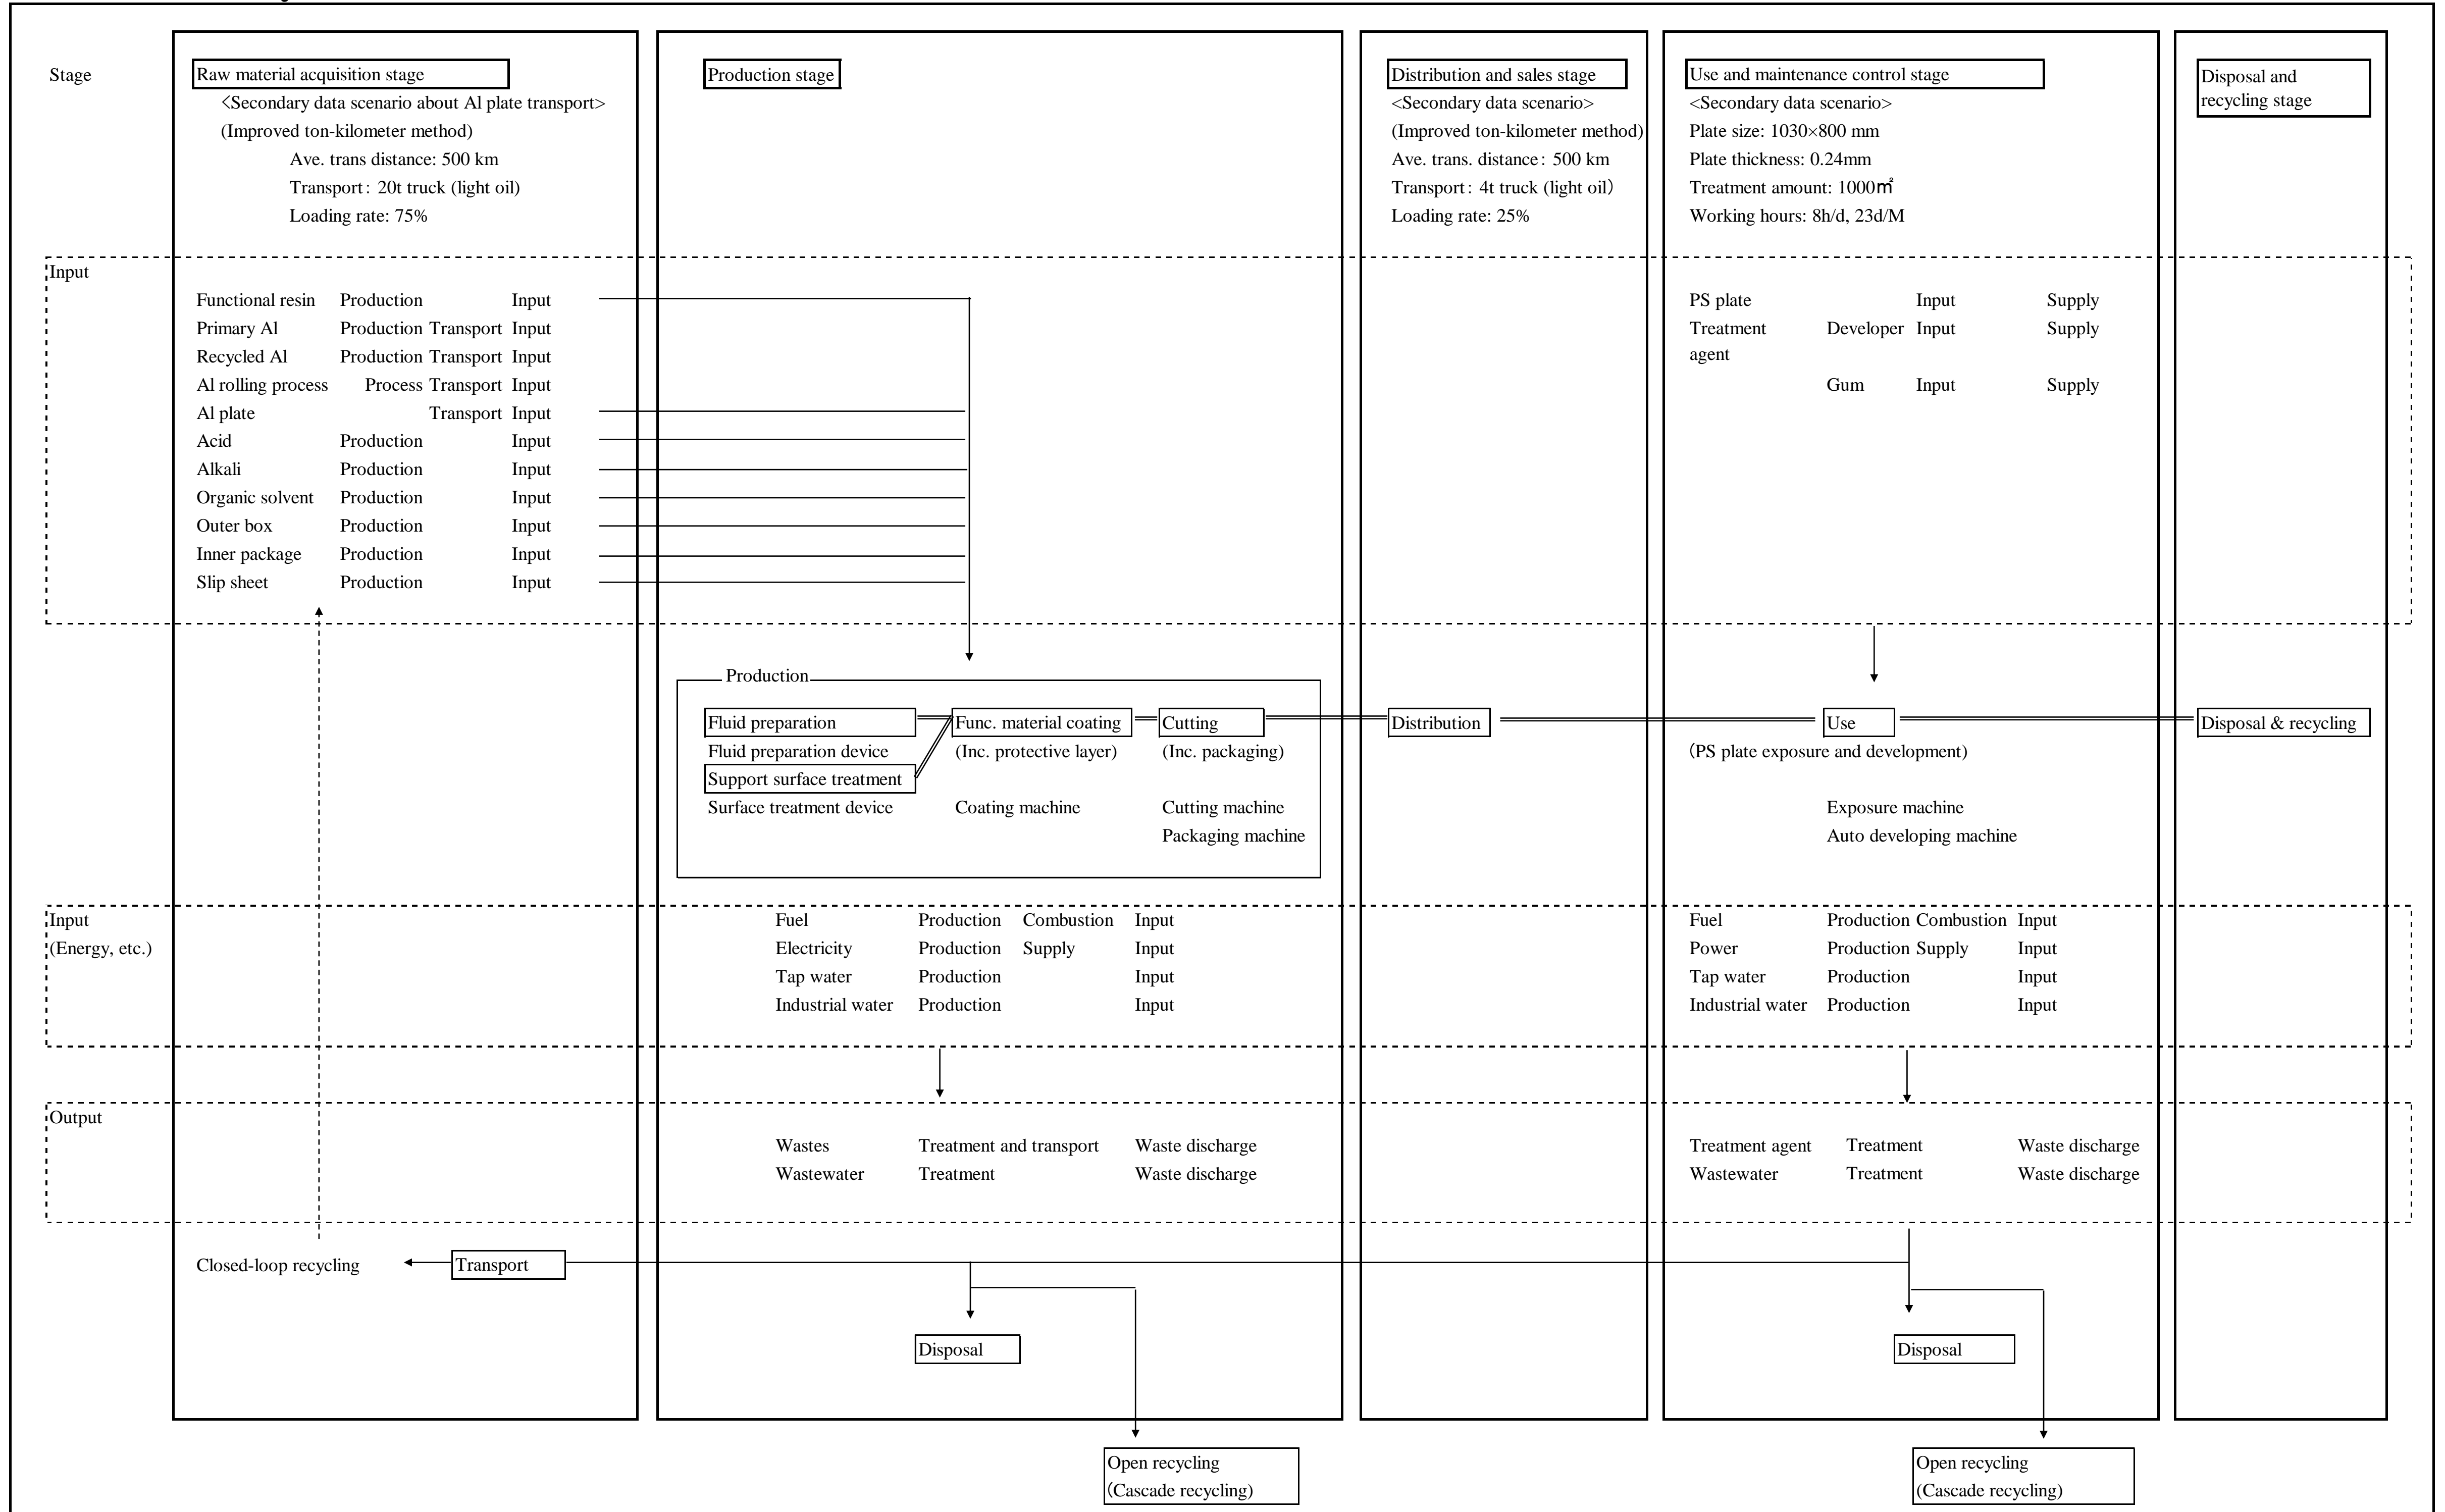 Stage
Raw material acquisition stage
<Secondary data scenario about Al plate transport>
(Improved ton-kilometer method)
Ave. trans distance: 500 km
Transport: 20t truck (light oil)
Loading rate: 75%
Production stage
Distribution and sales stage
<Secondary data scenario>
(Improved ton-kilometer method)
Ave. trans. distance: 500 km
Transport: 4t truck (light oil)
Loading rate: 25%
Use and maintenance control stage
<Secondary data scenario>
Plate size: 1030×800 mm
Plate thickness: 0.24mm
Treatment amount: 1000㎡
Working hours: 8h/d, 23d/M
Disposal and
recycling stage
Input
Functional resin Production Input
Primary Al Production Transport Input
Recycled Al Production Transport Input
Al rolling process Process Transport Input
Al plate Transport Input
Acid Production Input
Alkali Production Input
Organic solvent Production Input
Outer box Production Input
Inner package Production Input
Slip sheet Production Input
PS plate Input Supply
Treatment Developer Input Supply
agent
Gum Input Supply
Production
Fluid preparation
Fluid preparation device
Support surface treatment
Surface treatment device
Func. material coating
(Inc. protective layer)
Coating machine
Cutting
(Inc. packaging)
Cutting machine
Packaging machine
Distribution
Use
(PS plate exposure and development)
Exposure machine
Auto developing machine
Disposal & recycling
Input
(Energy, etc.)
Fuel Production Combustion Input
Electricity Production Supply Input
Tap water Production Input
Industrial water Production Input
Fuel Production Combustion Input
Power Production Supply Input
Tap water Production Input
Industrial water Production Input
Output
Wastes Treatment and transport Waste discharge
Wastewater Treatment Waste discharge
Treatment agent Treatment Waste discharge
Wastewater Treatment Waste discharge
Closed-loop recycling
Transport
Disposal
Disposal
Open recycling
(Cascade recycling)
Open recycling
(Cascade recycling)